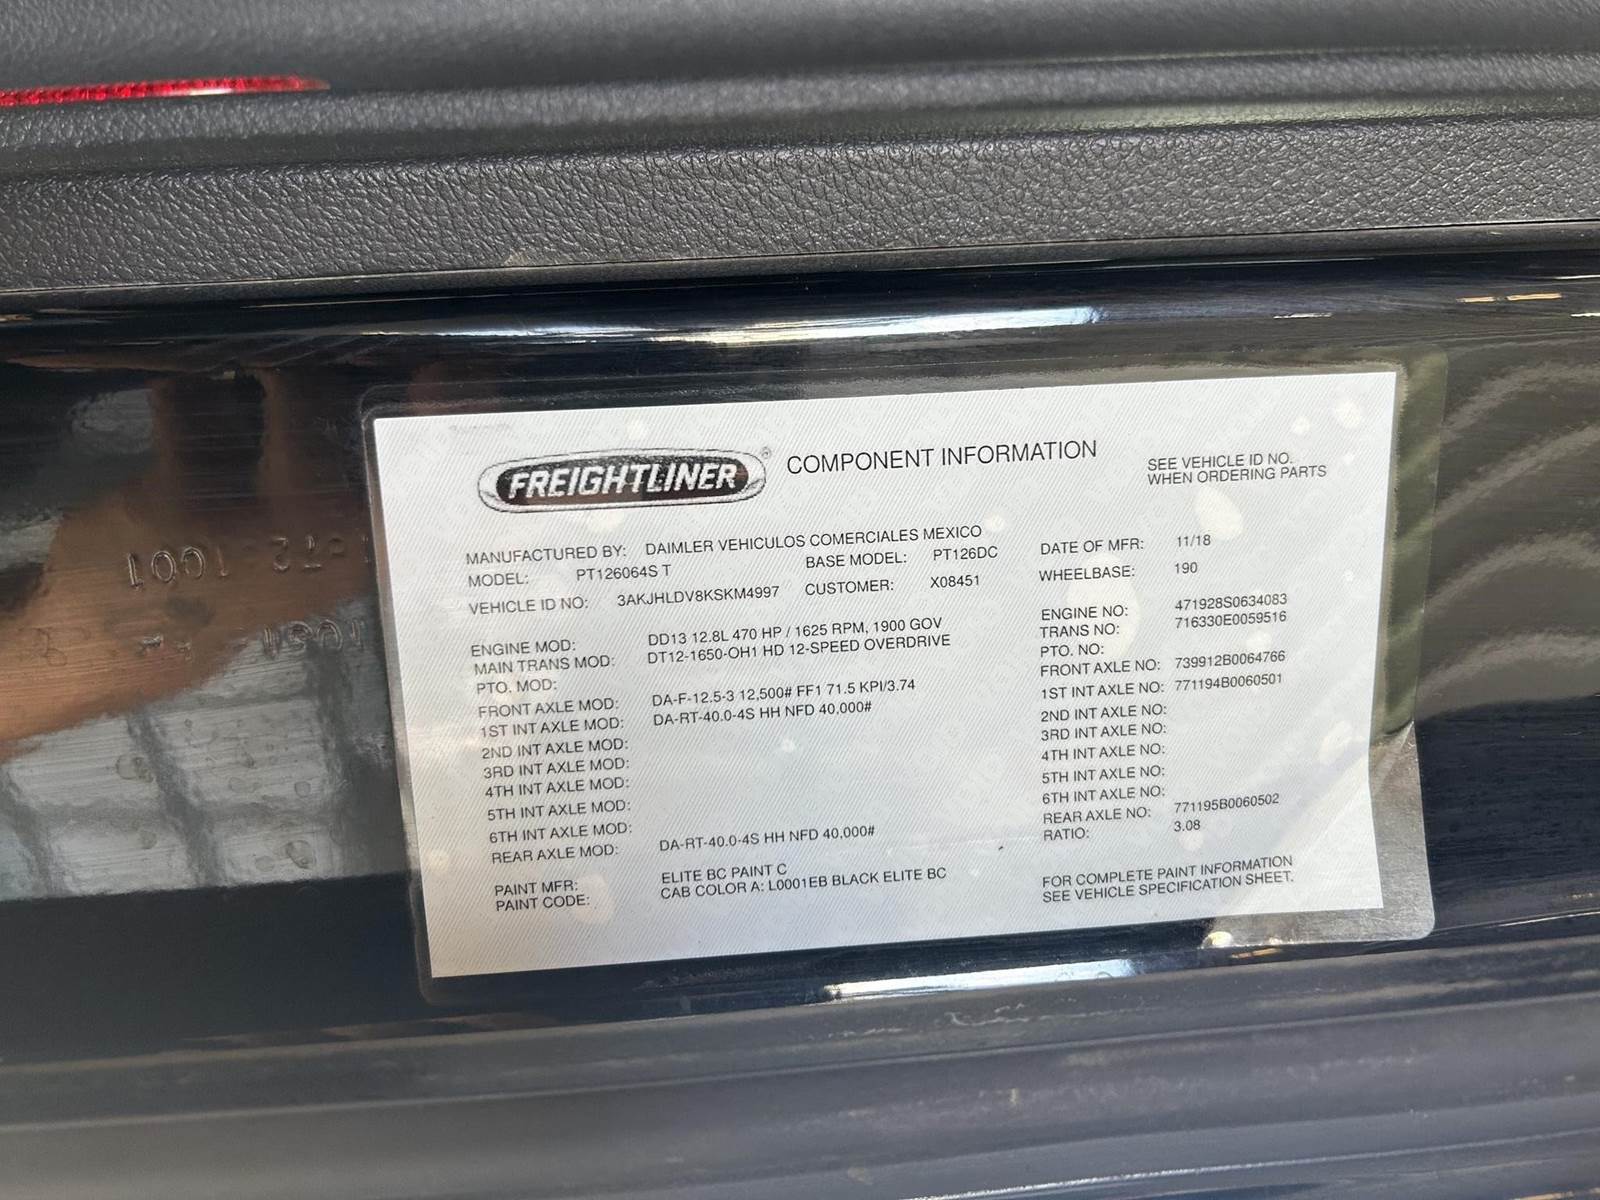 FREIGHTLINER® COMPONENT INFORMATION
SEE VEHICLE ID NO.
WHEN ORDERING PARTS
MANUFACTURED BY: DAIMLER VEHICULOS COMERCIALES MEXICO
MODEL: PT126064S T BASE MODEL: PT126DC
VEHICLE ID NO: 3AKJHLDV8KSKM4997 CUSTOMER: X08451
DATE OF MFR: 11/18
WHEELBASE: 190
ENGINE MOD: DD13 12.8L 470 HP / 1625 RPM, 1900 GOV
MAIN TRANS MOD: DT12-1650-OH1 HD 12-SPEED OVERDRIVE
PTO. MOD:
FRONT AXLE MOD: DA-F-12.5-3 12,500# FF1 71.5 KPI/3.74
1ST INT AXLE MOD: DA-RT-40.0-4S HH NFD 40,000#
2ND INT AXLE MOD:
3RD INT AXLE MOD:
4TH INT AXLE MOD:
5TH INT AXLE MOD:
6TH INT AXLE MOD:
REAR AXLE MOD: DA-RT-40.0-4S HH NFD 40,000#
ENGINE NO: 471928S0634083
TRANS NO: 716330E0059516
PTO. NO:
FRONT AXLE NO: 739912B0064766
1ST INT AXLE NO: 771194B0060501
2ND INT AXLE NO:
3RD INT AXLE NO:
4TH INT AXLE NO:
5TH INT AXLE NO:
6TH INT AXLE NO:
REAR AXLE NO: 771195B0060502
RATIO: 3.08
PAINT MFR: ELITE BC PAINT C
PAINT CODE: CAB COLOR A: L0001EB BLACK ELITE BC
FOR COMPLETE PAINT INFORMATION
SEE VEHICLE SPECIFICATION SHEET.